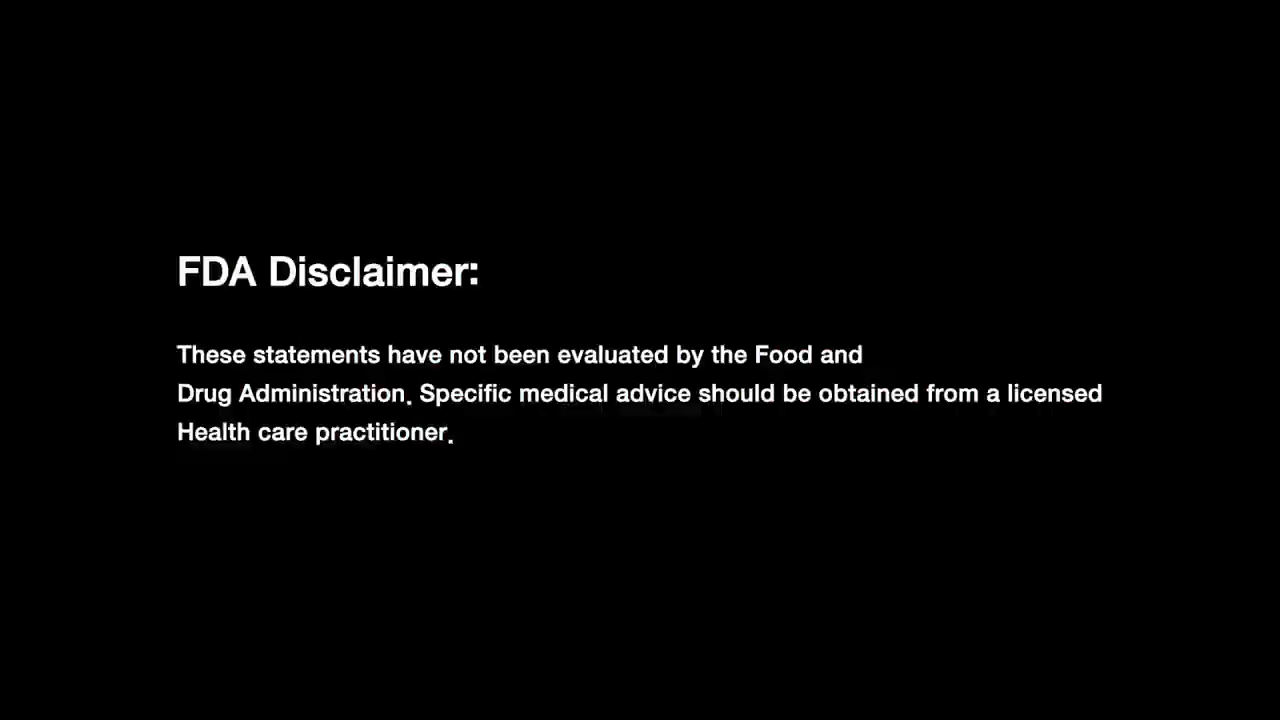 FDA Disclaimer:
These statements have not been evaluated by the Food and
Drug Administration. Specific medical advice should be obtained from a licensed
Health care practitioner.